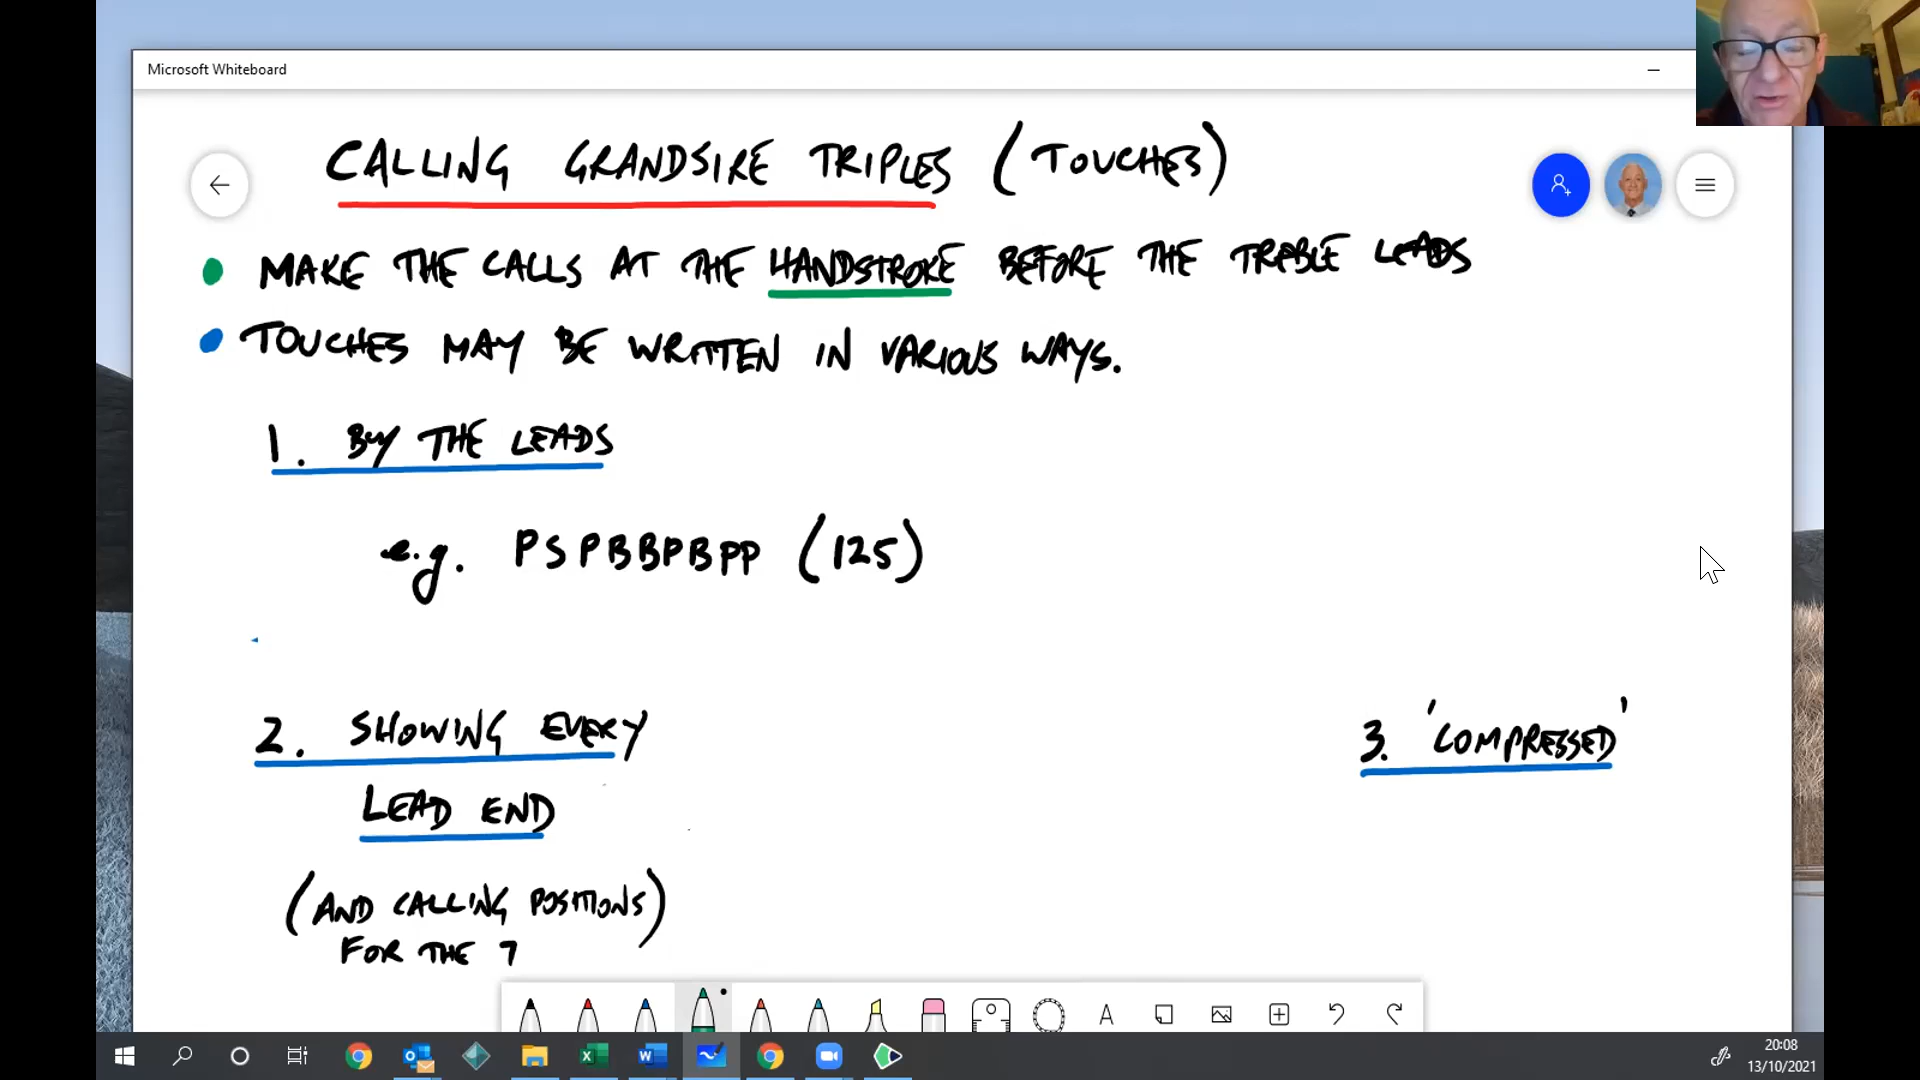 Microsoft Whiteboard
CALLING GRANDSIRE TRIPLES (TOUCHES)
MAKE THE CALLS AT THE HANDSTROKE BEFORE THE TREBLE LEADS
TOUCHES MAY BE WRITTEN IN VARIOUS WAYS.
1. BY THE LEADS
e.g. PSPBBPBPP (125)
2. SHOWING EVERY
LEAD END
(AND CALLING POSITIONS)
FOR THE 7
3. 'COMPRESSED'
20:08
13/10/2021